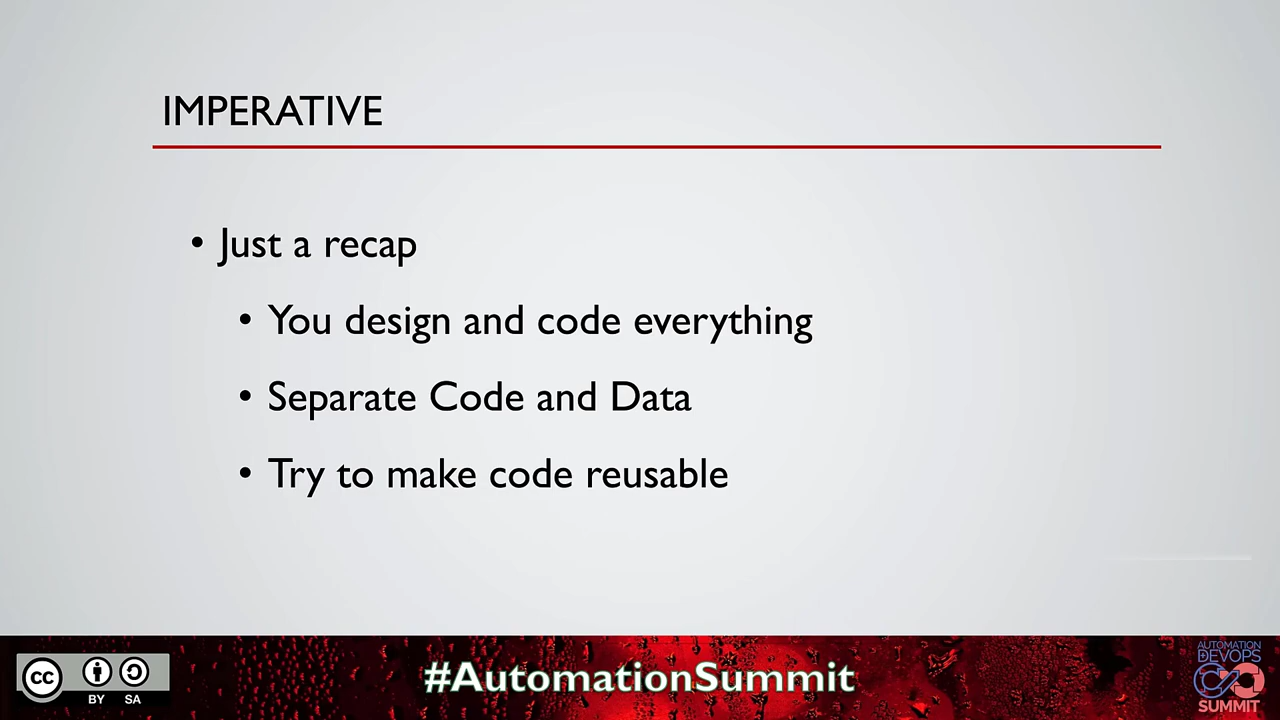 IMPERATIVE
• Just a recap
• You design and code everything
• Separate Code and Data
• Try to make code reusable
cc
BY SA
#AutomationSummit
AUTOMATION
DEVOPS
SUMMIT